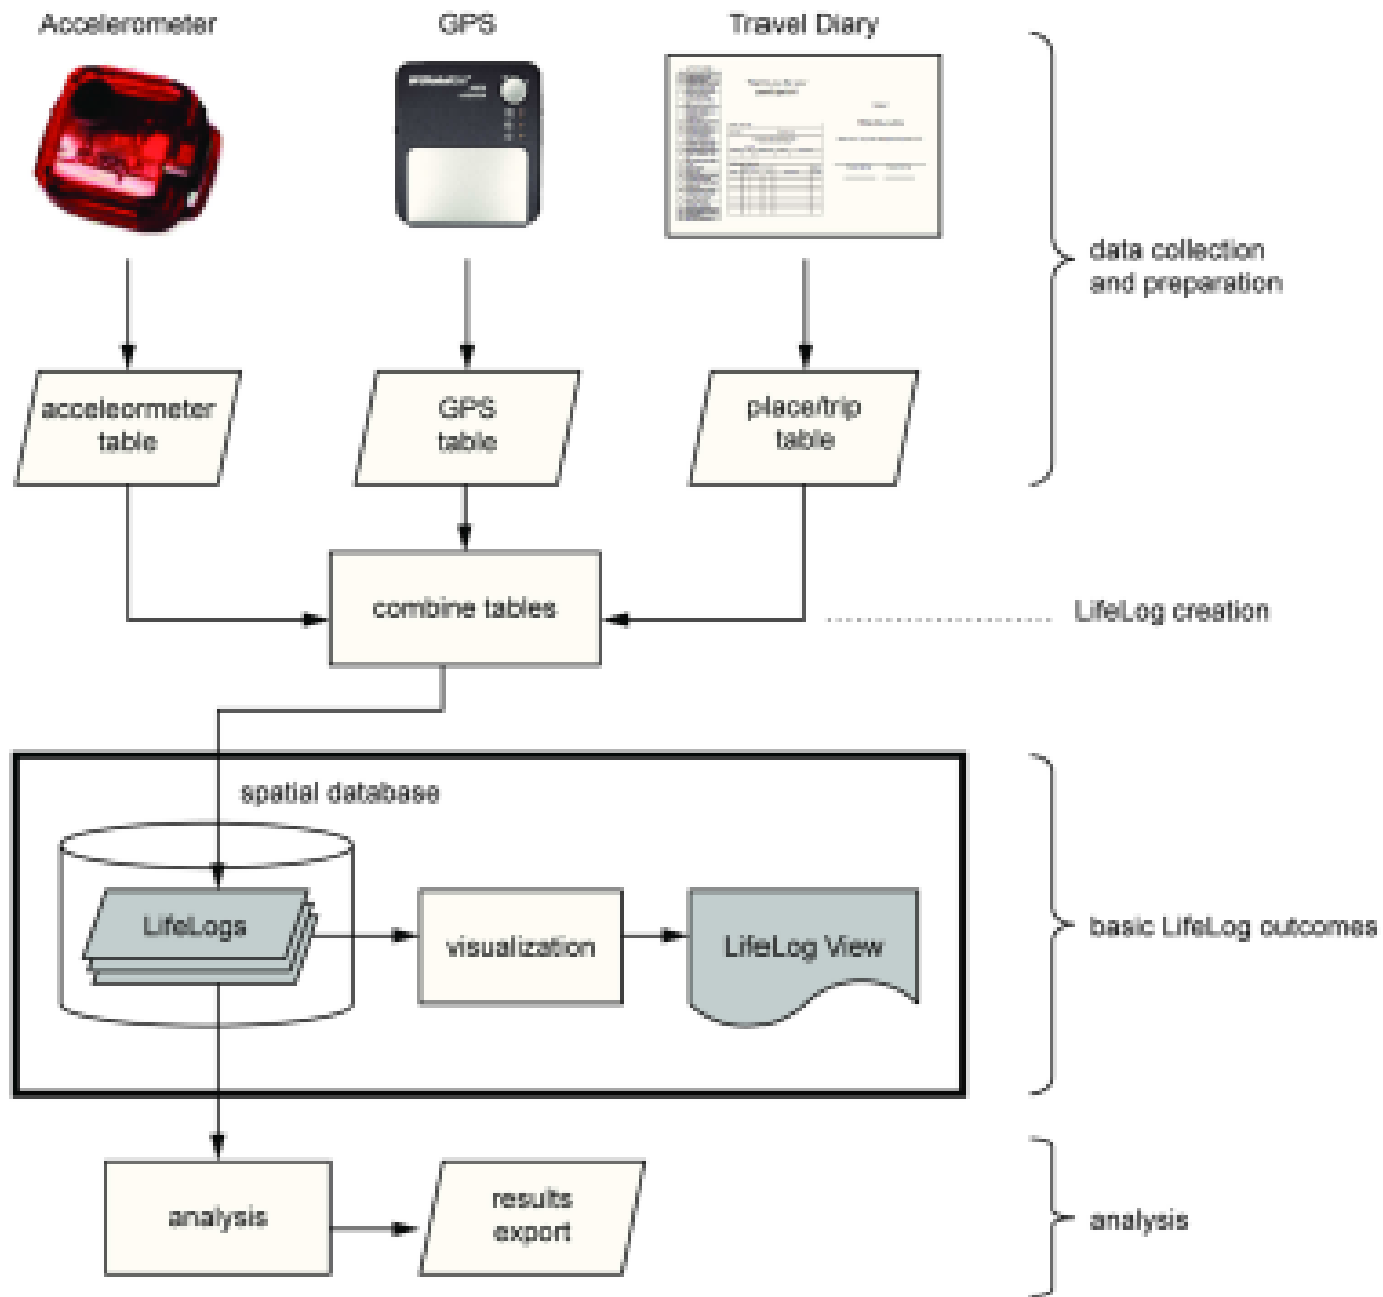 Accelerometer
GPS
Travel Diary
data collection
and preparation
acceleormeter
table
GPS
table
place/trip
table
combine tables
LifeLog creation
spatial database
LifeLogs
visualization
LifeLog View
basic LifeLog outcomes
analysis
results
export
analysis